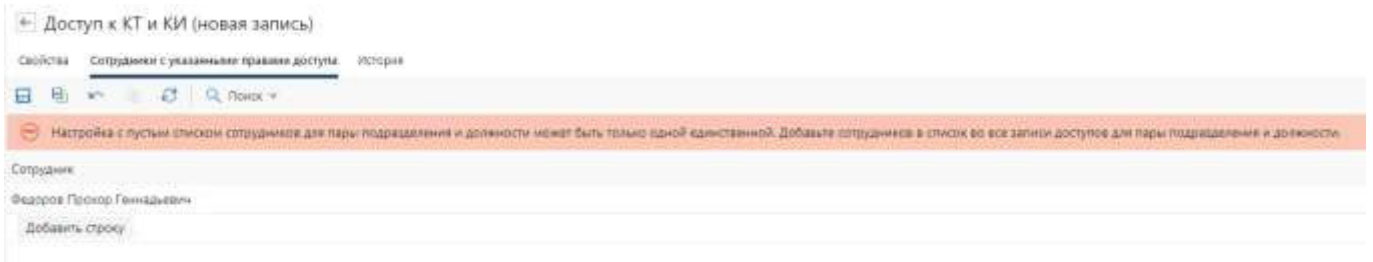 Доступ к КТ и КИ (новая запись)
Свойства Сотрудники с указанными правами доступа История
Поиск
Настройка с пустым списком сотрудников для пары подразделения и должности может быть только одной единственной. Добавьте сотрудников в список во все записи доступов для пары подразделения и должности.
Сотрудник
Федоров Прохор Геннадьевич
Добавить строку